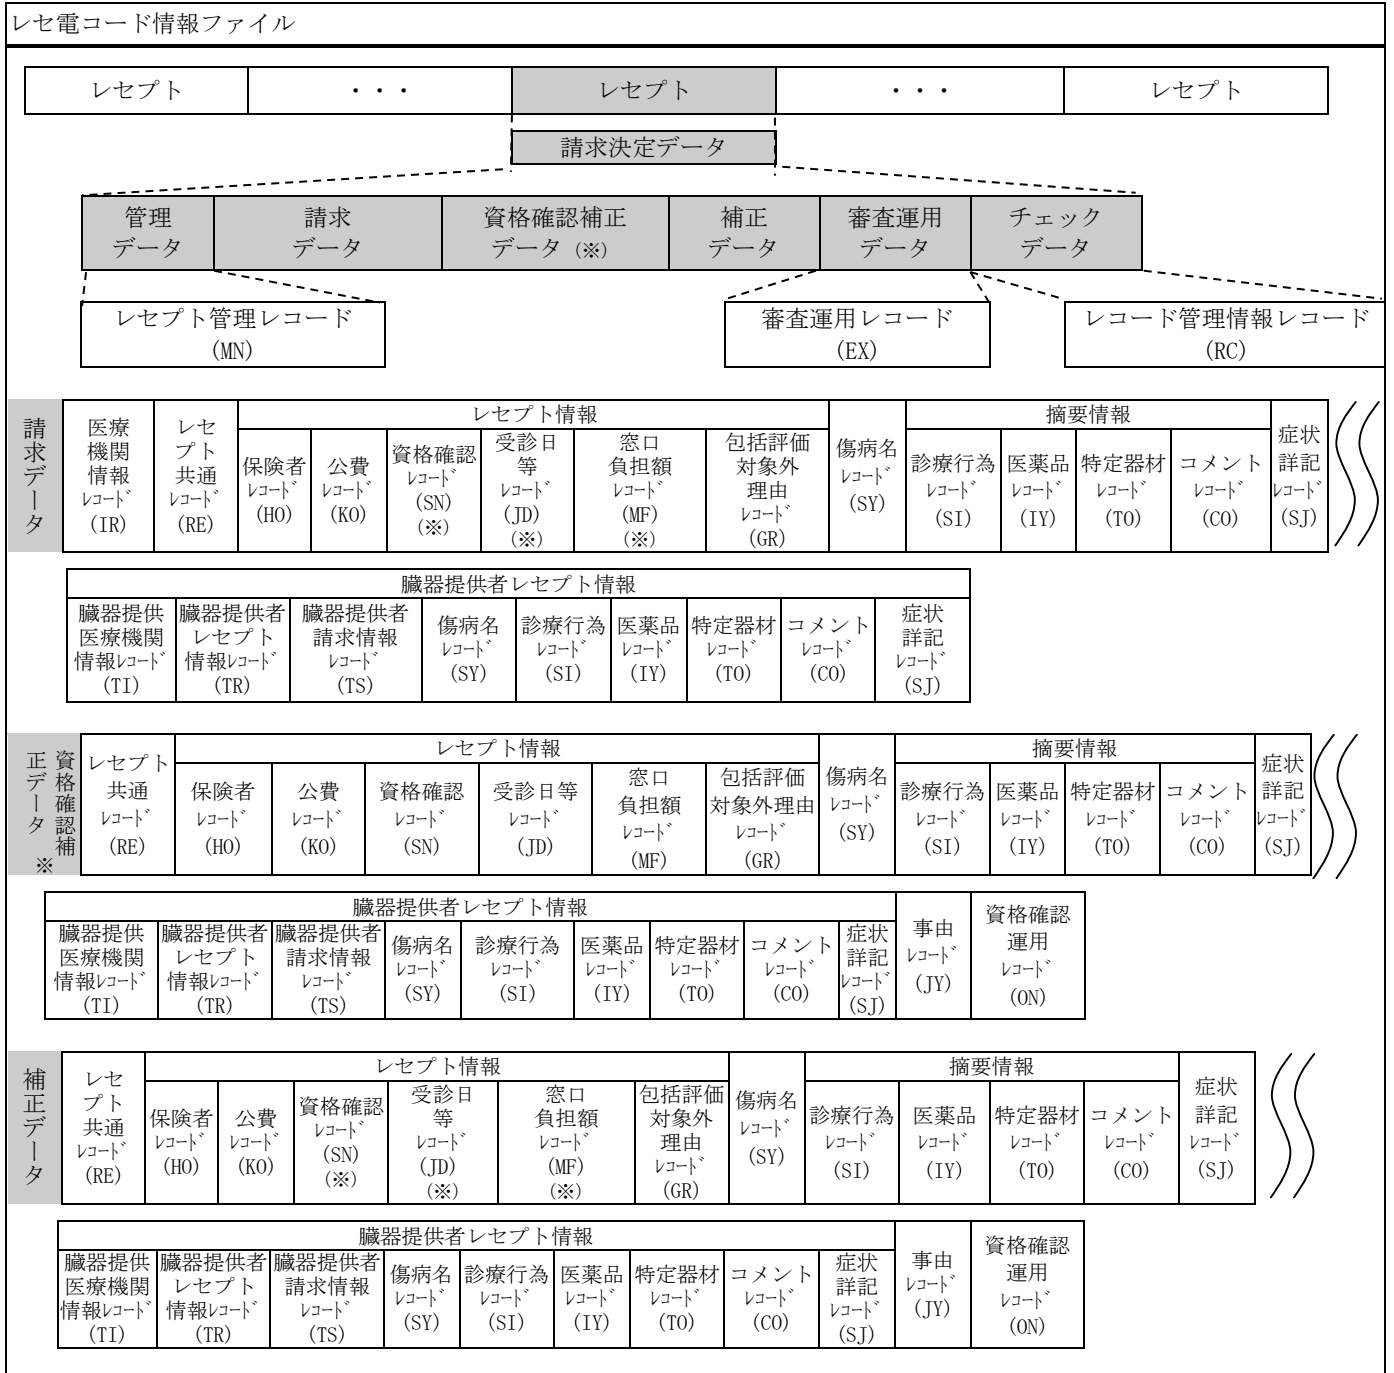 レセ電コード情報ファイル
レセプト ・・・ レセプト ・・・ レセプト
請求決定データ
管理 請求 資格確認補正 補正 審査運用 チェック
データ データ データ（※） データ データ データ
レセプト管理レコード 審査運用レコード レコード管理情報レコード
(MN) (EX) (RC)
請求データ
医療
機関
情報
ﾚｺｰﾄﾞ
(IR)
レセ
プト
共通
ﾚｺｰﾄﾞ
(RE)
レセプト情報
保険者
ﾚｺｰﾄﾞ
(HO)
公費
ﾚｺｰﾄﾞ
(KO)
資格確認
ﾚｺｰﾄﾞ
(SN)
(※)
受診日
等
ﾚｺｰﾄﾞ
(JD)
(※)
窓口
負担額
ﾚｺｰﾄﾞ
(MF)
(※)
包括評価
対象外
理由
ﾚｺｰﾄﾞ
(GR)
傷病名
ﾚｺｰﾄﾞ
(SY)
摘要情報
診療行為
ﾚｺｰﾄﾞ
(SI)
医薬品
ﾚｺｰﾄﾞ
(IY)
特定器材
ﾚｺｰﾄﾞ
(TO)
コメント
ﾚｺｰﾄﾞ
(CO)
症状
詳記
ﾚｺｰﾄﾞ
(SJ)
臓器提供者レセプト情報
臓器提供
医療機関
情報ﾚｺｰﾄﾞ
(TI)
臓器提供者
レセプト
情報ﾚｺｰﾄﾞ
(TR)
臓器提供者
請求情報
ﾚｺｰﾄﾞ
(TS)
傷病名
ﾚｺｰﾄﾞ
(SY)
診療行為
ﾚｺｰﾄﾞ
(SI)
医薬品
ﾚｺｰﾄﾞ
(IY)
特定器材
ﾚｺｰﾄﾞ
(TO)
コメント
ﾚｺｰﾄﾞ
(CO)
症状
詳記
ﾚｺｰﾄﾞ
(SJ)
資格確認補
正データ ※
レセプト
共通
ﾚｺｰﾄﾞ
(RE)
レセプト情報
保険者
ﾚｺｰﾄﾞ
(HO)
公費
ﾚｺｰﾄﾞ
(KO)
資格確認
ﾚｺｰﾄﾞ
(SN)
受診日等
ﾚｺｰﾄﾞ
(JD)
窓口
負担額
ﾚｺｰﾄﾞ
(MF)
包括評価
対象外理由
ﾚｺｰﾄﾞ
(GR)
傷病名
ﾚｺｰﾄﾞ
(SY)
摘要情報
診療行為
ﾚｺｰﾄﾞ
(SI)
医薬品
ﾚｺｰﾄﾞ
(IY)
特定器材
ﾚｺｰﾄﾞ
(TO)
コメント
ﾚｺｰﾄﾞ
(CO)
症状
詳記
ﾚｺｰﾄﾞ
(SJ)
臓器提供者レセプト情報
臓器提供
医療機関
情報ﾚｺｰﾄﾞ
(TI)
臓器提供者
レセプト
情報ﾚｺｰﾄﾞ
(TR)
臓器提供者
請求情報
ﾚｺｰﾄﾞ
(TS)
傷病名
ﾚｺｰﾄﾞ
(SY)
診療行為
ﾚｺｰﾄﾞ
(SI)
医薬品
ﾚｺｰﾄﾞ
(IY)
特定器材
ﾚｺｰﾄﾞ
(TO)
コメント
ﾚｺｰﾄﾞ
(CO)
症状
詳記
ﾚｺｰﾄﾞ
(SJ)
事由
ﾚｺｰﾄﾞ
(JY)
資格確認
運用
ﾚｺｰﾄﾞ
(ON)
補正データ
レセ
プト
共通
ﾚｺｰﾄﾞ
(RE)
レセプト情報
保険者
ﾚｺｰﾄﾞ
(HO)
公費
ﾚｺｰﾄﾞ
(KO)
資格確認
ﾚｺｰﾄﾞ
(SN)
(※)
受診日
等
ﾚｺｰﾄﾞ
(JD)
(※)
窓口
負担額
ﾚｺｰﾄﾞ
(MF)
(※)
包括評価
対象外
理由
ﾚｺｰﾄﾞ
(GR)
傷病名
ﾚｺｰﾄﾞ
(SY)
摘要情報
診療行為
ﾚｺｰﾄﾞ
(SI)
医薬品
ﾚｺｰﾄﾞ
(IY)
特定器材
ﾚｺｰﾄﾞ
(TO)
コメント
ﾚｺｰﾄﾞ
(CO)
症状
詳記
ﾚｺｰﾄﾞ
(SJ)
臓器提供者レセプト情報
臓器提供
医療機関
情報ﾚｺｰﾄﾞ
(TI)
臓器提供者
レセプト
情報ﾚｺｰﾄﾞ
(TR)
臓器提供者
請求情報
ﾚｺｰﾄﾞ
(TS)
傷病名
ﾚｺｰﾄﾞ
(SY)
診療行為
ﾚｺｰﾄﾞ
(SI)
医薬品
ﾚｺｰﾄﾞ
(IY)
特定器材
ﾚｺｰﾄﾞ
(TO)
コメント
ﾚｺｰﾄﾞ
(CO)
症状
詳記
ﾚｺｰﾄﾞ
(SJ)
事由
ﾚｺｰﾄﾞ
(JY)
資格確認
運用
ﾚｺｰﾄﾞ
(ON)